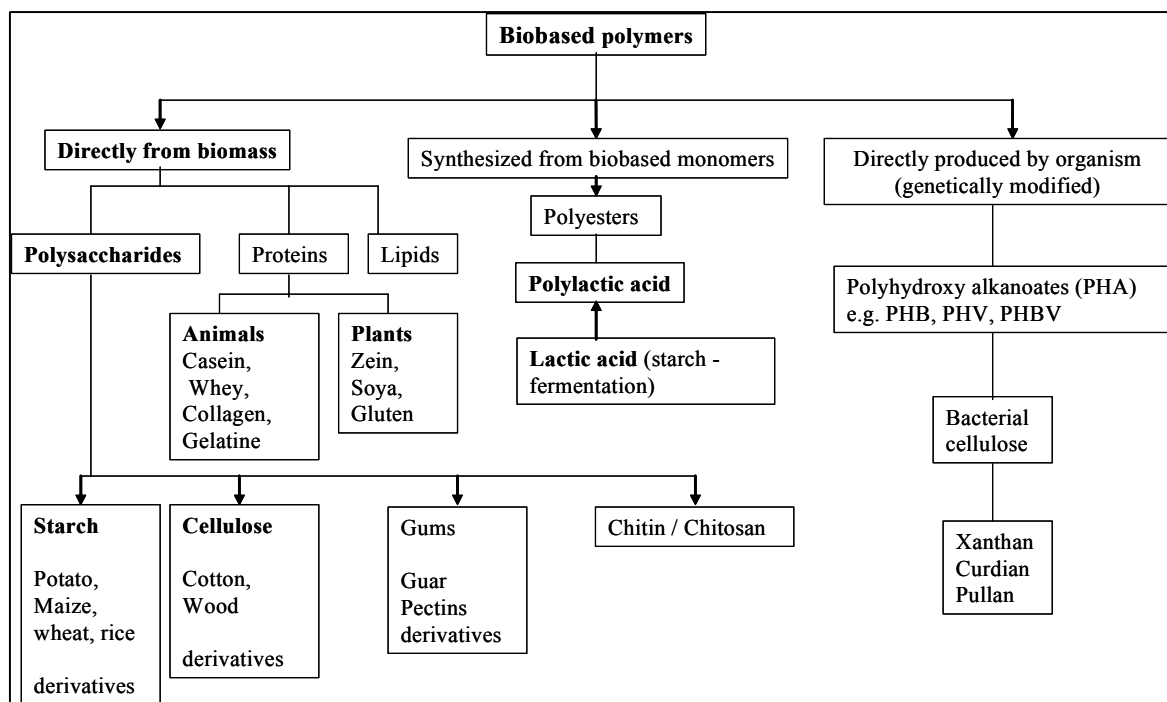 Biobased polymers
Directly from biomass
Synthesized from biobased monomers
Directly produced by organism
(genetically modified)
Polyesters
Polysaccharides
Proteins
Lipids
Polylactic acid
Polyhydroxy alkanoates (PHA)
e.g. PHB, PHV, PHBV
Animals
Casein,
Whey,
Collagen,
Gelatine
Plants
Zein,
Soya,
Gluten
Lactic acid (starch -
fermentation)
Bacterial
cellulose
Starch
Potato,
Maize,
wheat, rice
derivatives
Cellulose
Cotton,
Wood
derivatives
Gums
Guar
Pectins
derivatives
Chitin / Chitosan
Xanthan
Curdian
Pullan